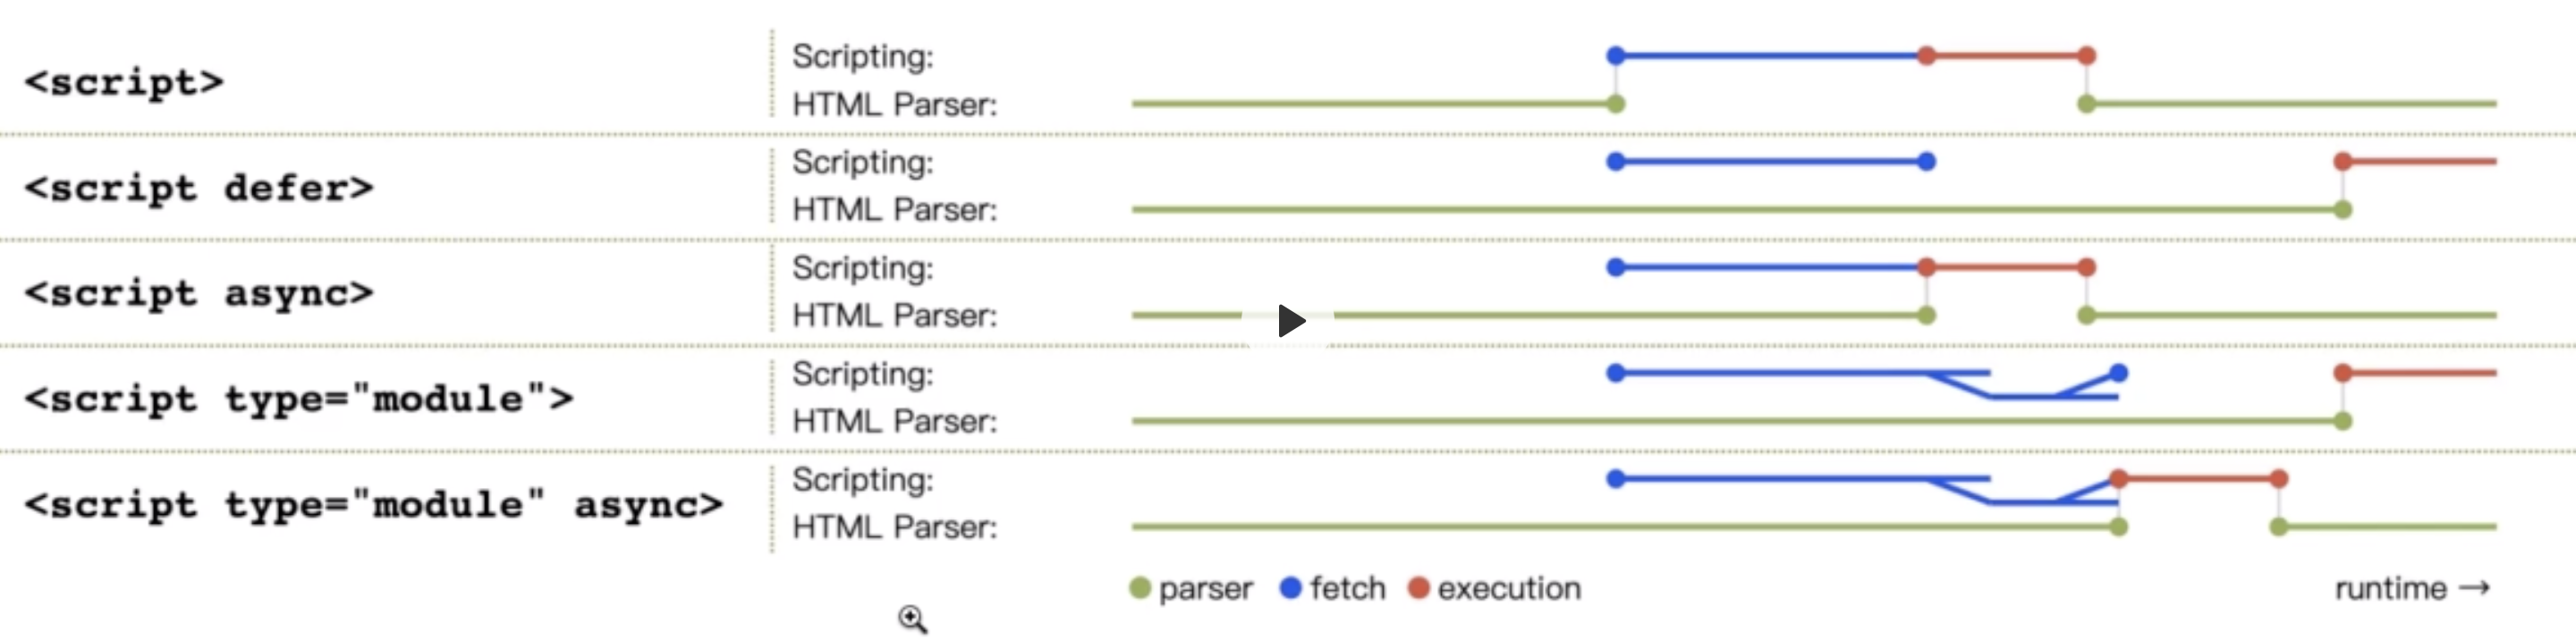 <script>
Scripting:
HTML Parser:
<script defer>
Scripting:
HTML Parser:
<script async>
Scripting:
HTML Parser:
<script type="module">
Scripting:
HTML Parser:
<script type="module" async>
Scripting:
HTML Parser:
parser fetch execution runtime →